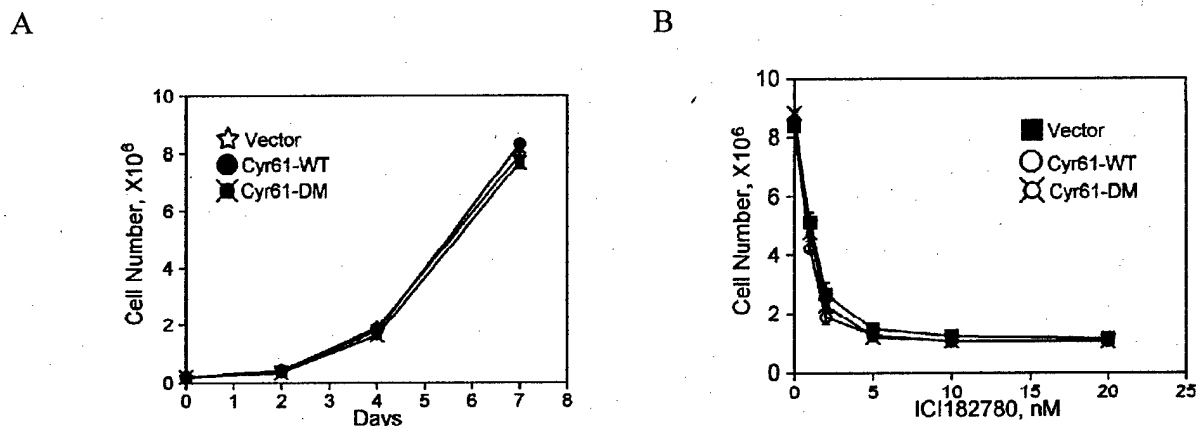 A
B
Cell Number, X10⁶
10
8
6
4
2
0
Vector
Cyr61-WT
Cyr61-DM
0 1 2 3 4 5 6 7 8
Days
Cell Number, X10⁶
10
8
6
4
2
0
Vector
Cyr61-WT
Cyr61-DM
0 5 10 15 20 25
ICI182780, nM